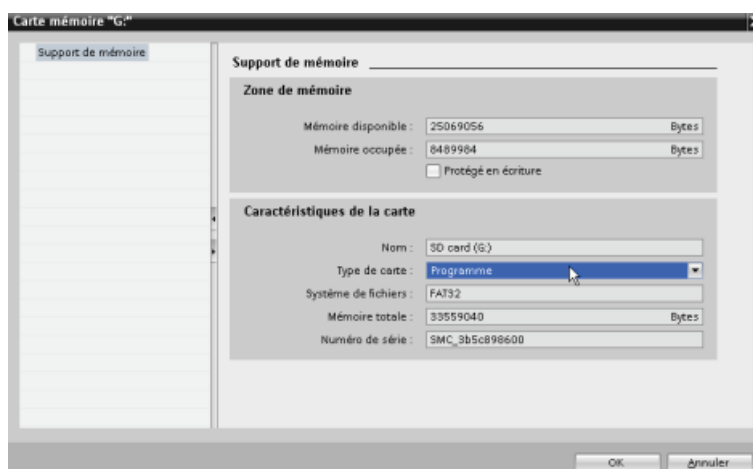 Carte mémoire "G:"
Support de mémoire
Support de mémoire
Zone de mémoire
Mémoire disponible : 25069056 Bytes
Mémoire occupée : 8489984 Bytes
Protégé en écriture
Caractéristiques de la carte
Nom : SD card (G:)
Type de carte : Programme
Système de fichiers : FAT32
Mémoire totale : 33559040 Bytes
Numéro de série : SMC_3b5c898600
OK Annuler